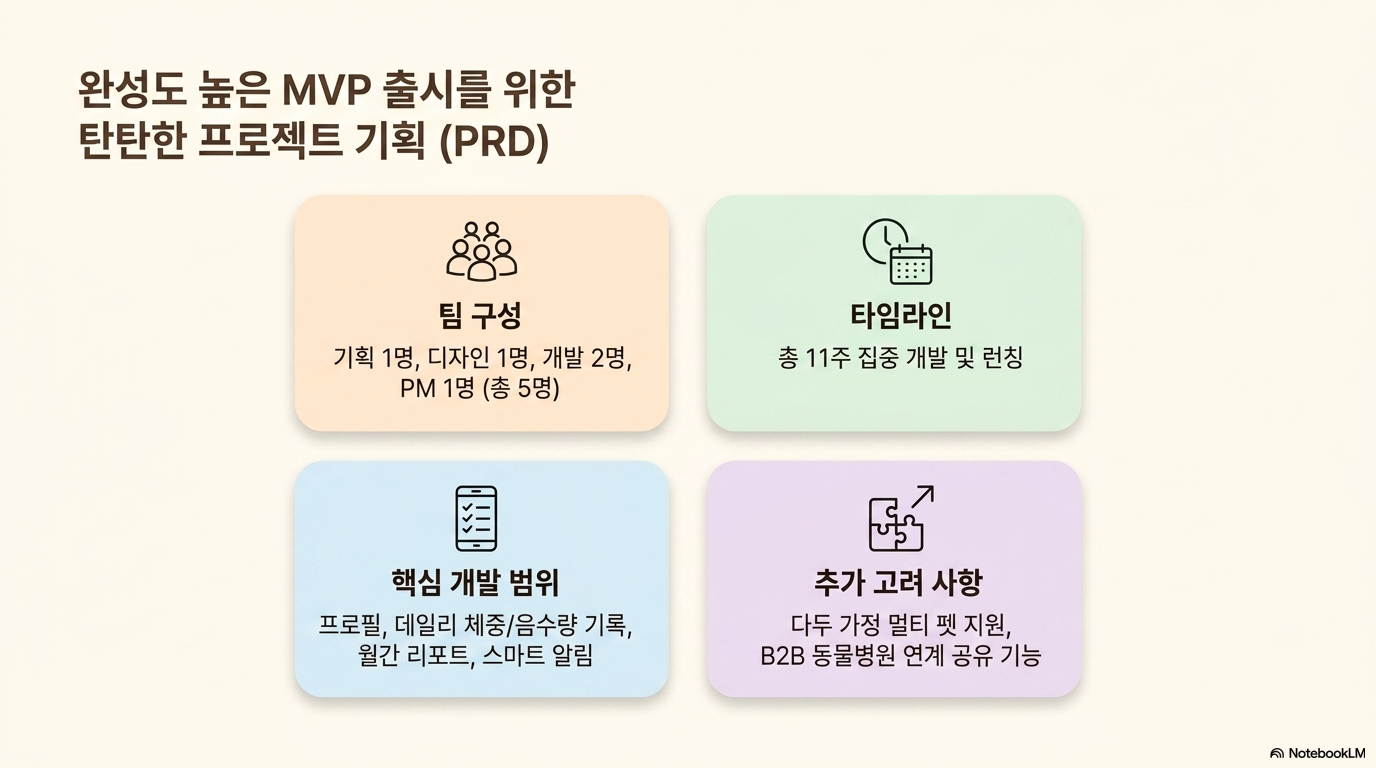 완성도 높은 MVP 출시를 위한
탄탄한 프로젝트 기획 (PRD)
팀 구성
기획 1명, 디자인 1명, 개발 2명,
PM 1명 (총 5명)
타임라인
총 11주 집중 개발 및 런칭
핵심 개발 범위
프로필, 데일리 체중/음수량 기록,
월간 리포트, 스마트 알림
추가 고려 사항
다두 가정 멀티 펫 지원,
B2B 동물병원 연계 공유 기능
NotebookLM